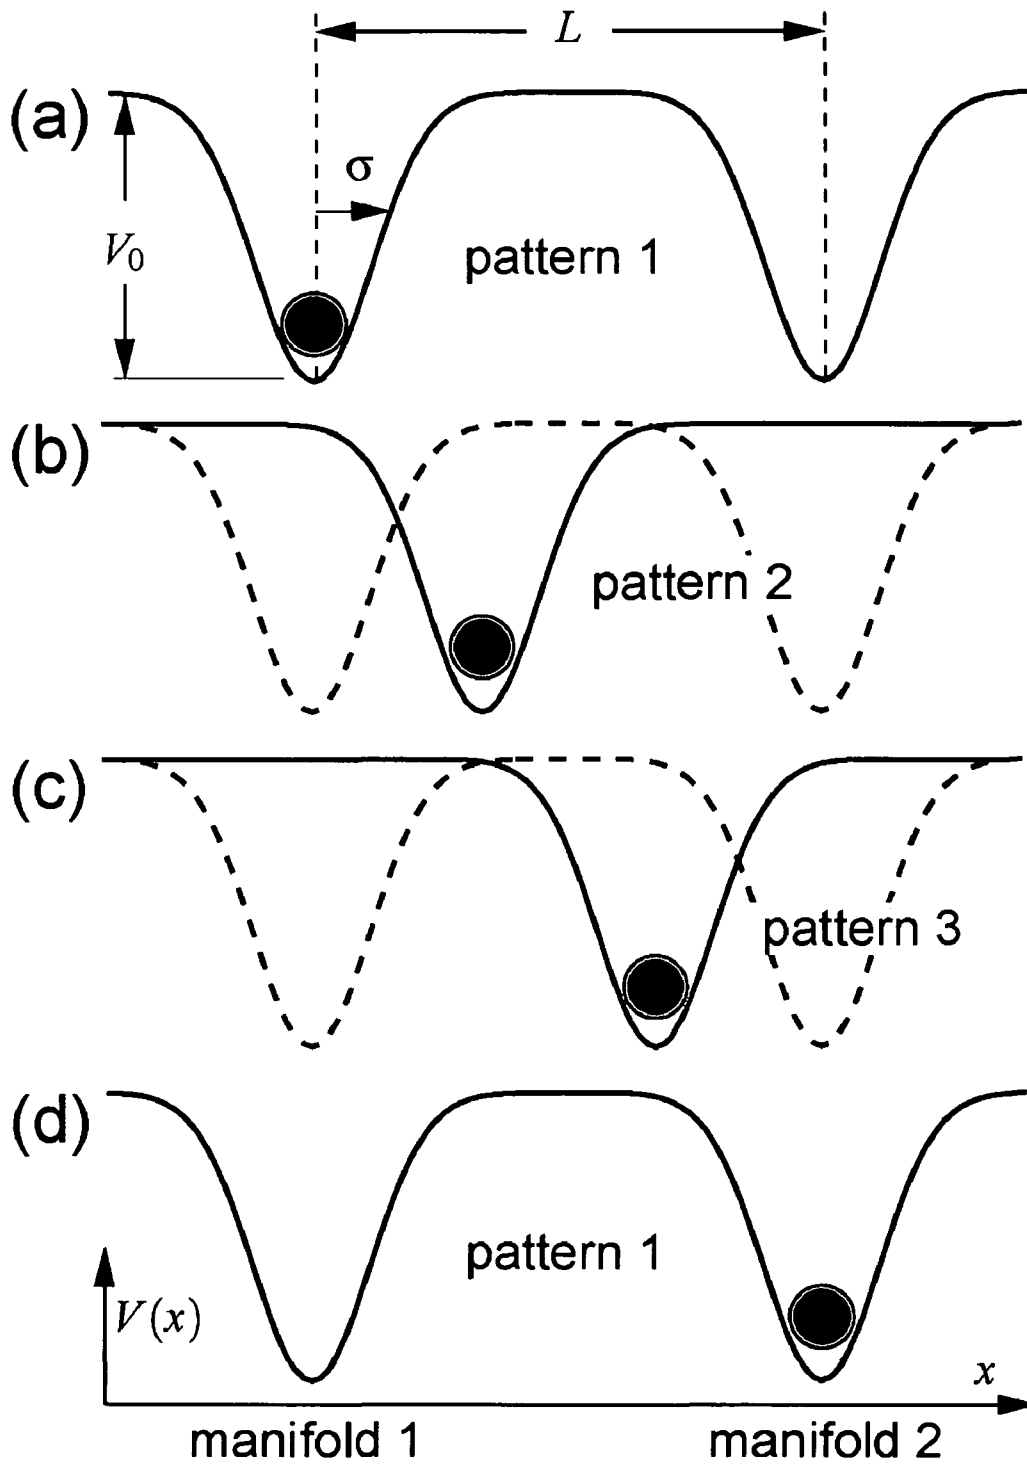 L
(a)
σ
V₀
pattern 1
(b)
pattern 2
(c)
pattern 3
(d)
pattern 1
V(x)
x
manifold 1 manifold 2